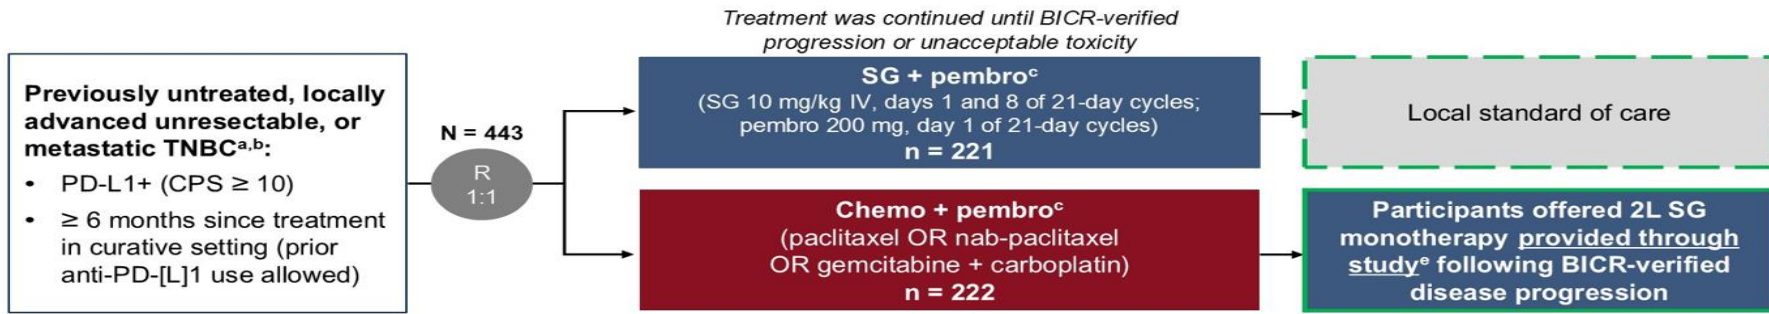 Treatment was continued until BICR-verified
progression or unacceptable toxicity
Previously untreated, locally
advanced unresectable, or
metastatic TNBCᵃ,ᵇ:
• PD-L1+ (CPS ≥ 10)
• ≥ 6 months since treatment
in curative setting (prior
anti-PD-[L]1 use allowed)
N = 443
R
1:1
SG + pembroᶜ
(SG 10 mg/kg IV, days 1 and 8 of 21-day cycles;
pembro 200 mg, day 1 of 21-day cycles)
n = 221
Local standard of care
Chemo + pembroᶜ
(paclitaxel OR nab-paclitaxel
OR gemcitabine + carboplatin)
n = 222
Participants offered 2L SG
monotherapy provided through
studyᵉ following BICR-verified
disease progression